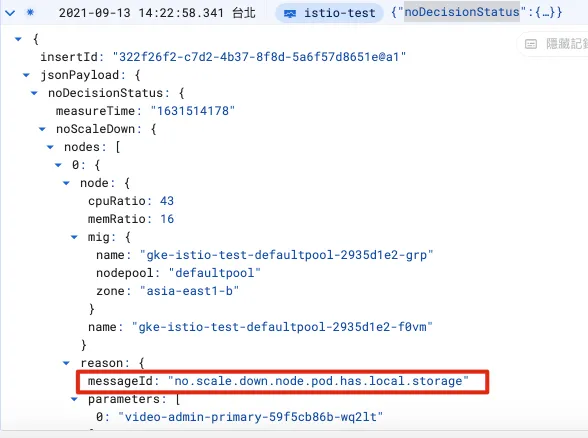 2021-09-13 14:22:58.341 台北 istio-test {"noDecisionStatus":{…}}
{
隱藏記錄
insertId: "322f26f2-c7d2-4b37-8f8d-5a6f57d8651e@a1"
jsonPayload: {
noDecisionStatus: {
measureTime: "1631514178"
noScaleDown: {
nodes: [
0: {
node: {
cpuRatio: 43
memRatio: 16
mig: {
name: "gke-istio-test-defaultpool-2935d1e2-grp"
nodepool: "defaultpool"
zone: "asia-east1-b"
}
name: "gke-istio-test-defaultpool-2935d1e2-f0vm"
}
reason: {
messageId: "no.scale.down.node.pod.has.local.storage"
parameters: [
0: "video-admin-primary-59f5cb86b-wq2lt"